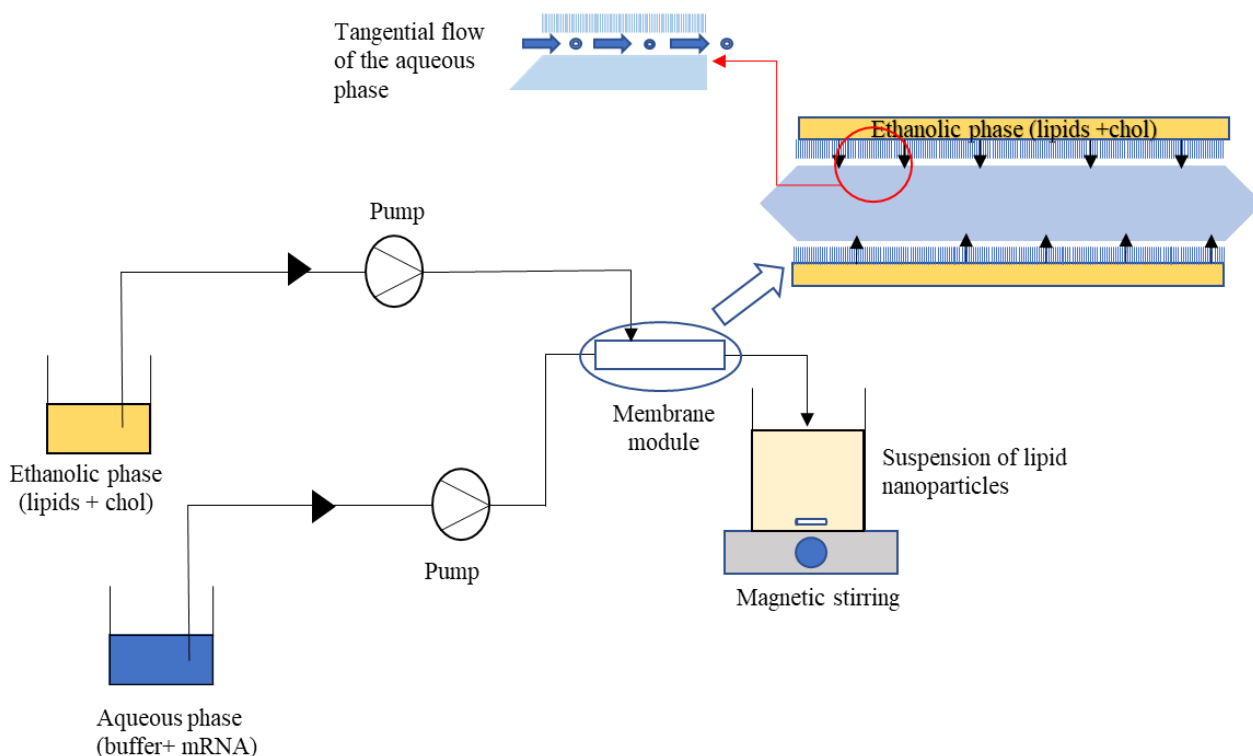 Tangential flow
of the aqueous
phase
Ethanolic phase (lipids +chol)
Pump
Membrane
module
Ethanolic phase
(lipids + chol)
Suspension of lipid
nanoparticles
Pump
Magnetic stirring
Aqueous phase
(buffer+ mRNA)